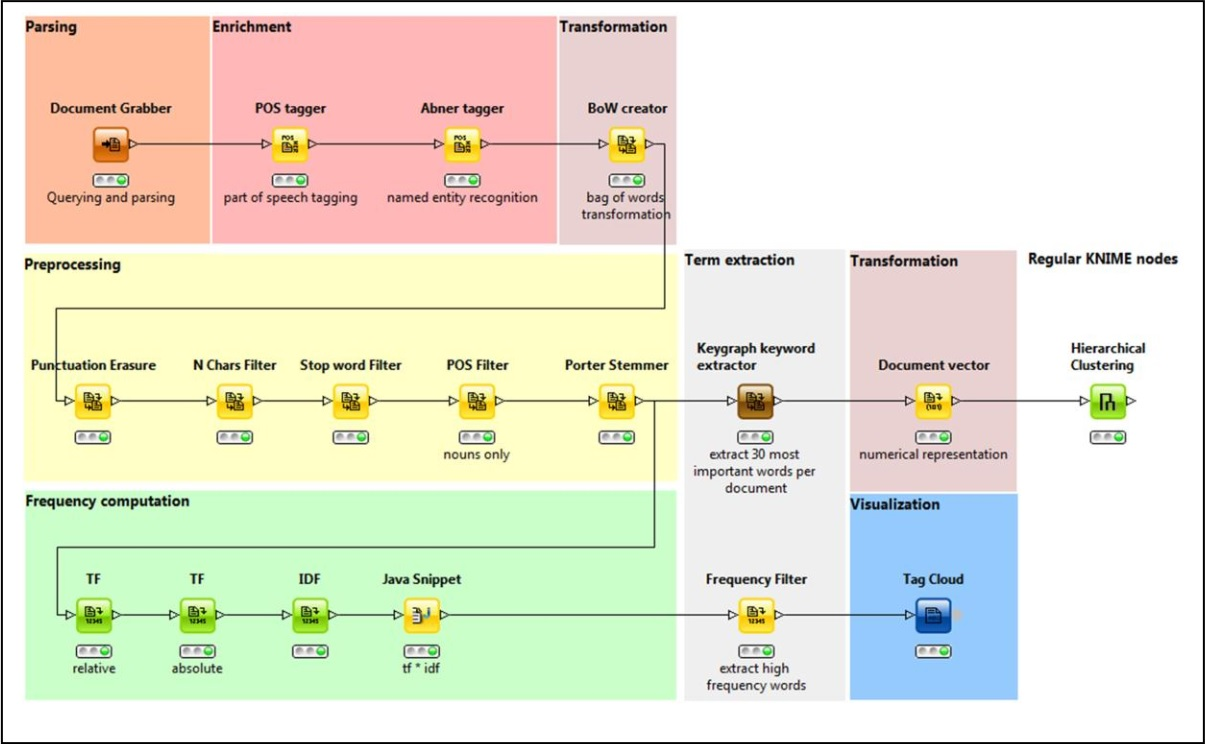 Parsing
Enrichment
Transformation
Document Grabber
POS tagger
Abner tagger
BoW creator
Querying and parsing
part of speech tagging
named entity recognition
bag of words
transformation
Preprocessing
Term extraction
Transformation
Regular KNIME nodes
Punctuation Erasure
N Chars Filter
Stop word Filter
POS Filter
Porter Stemmer
Keygraph keyword
extractor
Document vector
Hierarchical
Clustering
nouns only
extract 30 most
important words per
document
numerical representation
Frequency computation
Visualization
TF
TF
IDF
Java Snippet
Frequency Filter
Tag Cloud
relative
absolute
tf * idf
extract high
frequency words